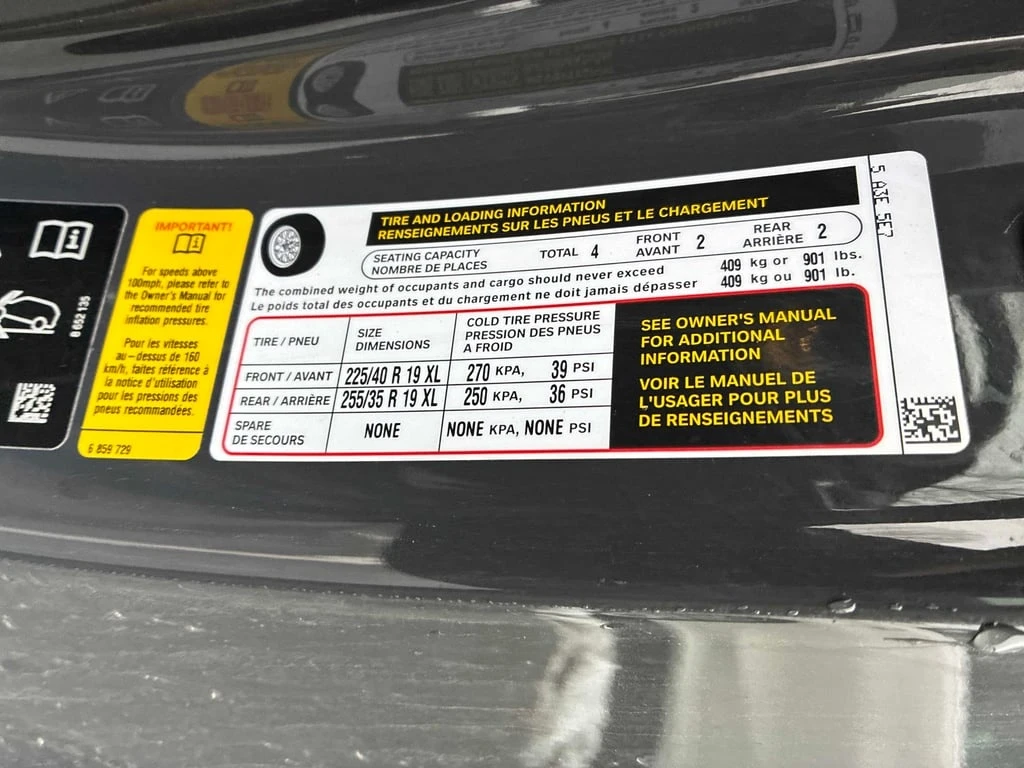 8 652 135
IMPORTANT!
For speeds above
100mph, please refer to
the Owner's Manual for
recommended tire
inflation pressures.
Pour les vitesses
au-dessus de 160
km/h, faites référence à
la notice d'utilisation
pour les pressions des
pneus recommandées.
6 859 729
TIRE AND LOADING INFORMATION
RENSEIGNEMENTS SUR LES PNEUS ET LE CHARGEMENT
SEATING CAPACITY
NOMBRE DE PLACES
TOTAL 4
FRONT
AVANT 2
REAR
ARRIÈRE 2
The combined weight of occupants and cargo should never exceed 409 kg or 901 lbs.
Le poids total des occupants et du chargement ne doit jamais dépasser 409 kg ou 901 lb.
TIRE / PNEU
SIZE
DIMENSIONS
COLD TIRE PRESSURE
PRESSION DES PNEUS
A FROID
FRONT / AVANT 225/40 R 19 XL 270 KPA, 39 PSI
REAR / ARRIÈRE 255/35 R 19 XL 250 KPA, 36 PSI
SPARE
DE SECOURS
NONE NONE KPA, NONE PSI
SEE OWNER'S MANUAL
FOR ADDITIONAL
INFORMATION
VOIR LE MANUEL DE
L'USAGER POUR PLUS
DE RENSEIGNEMENTS
5 A3E 5E7